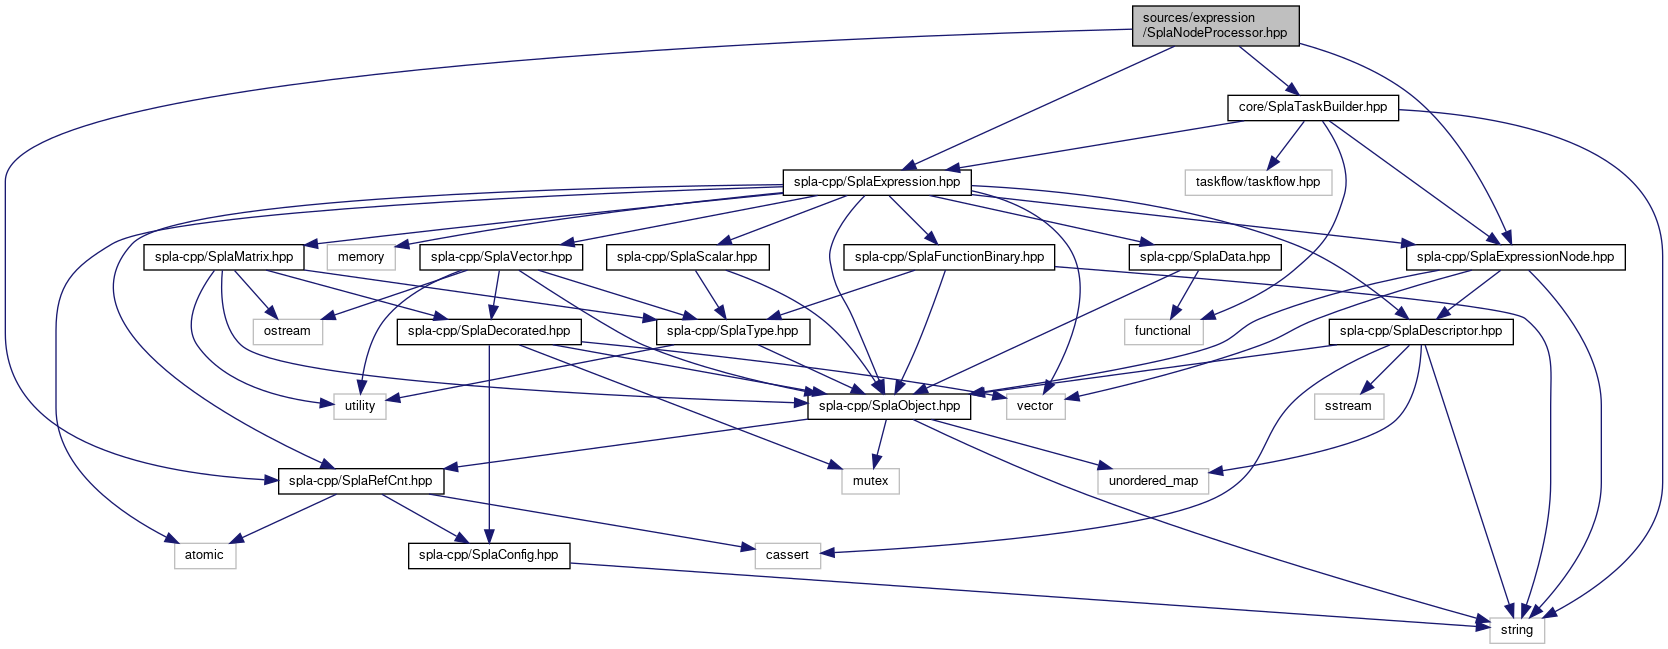 sources/expression
/SplaNodeProcessor.hpp
core/SplaTaskBuilder.hpp
spla-cpp/SplaExpression.hpp
taskflow/taskflow.hpp
spla-cpp/SplaMatrix.hpp
memory
spla-cpp/SplaVector.hpp
spla-cpp/SplaScalar.hpp
spla-cpp/SplaFunctionBinary.hpp
spla-cpp/SplaData.hpp
spla-cpp/SplaExpressionNode.hpp
ostream
spla-cpp/SplaDecorated.hpp
spla-cpp/SplaType.hpp
functional
spla-cpp/SplaDescriptor.hpp
utility
spla-cpp/SplaObject.hpp
vector
sstream
spla-cpp/SplaRefCnt.hpp
mutex
unordered_map
atomic
spla-cpp/SplaConfig.hpp
cassert
string